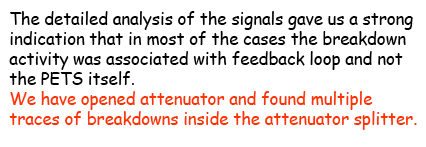 The detailed analysis of the signals gave us a strong
indication that in most of the cases the breakdown
activity was associated with feedback loop and not
the PETS itself.
We have opened attenuator and found multiple
traces of breakdowns inside the attenuator splitter.